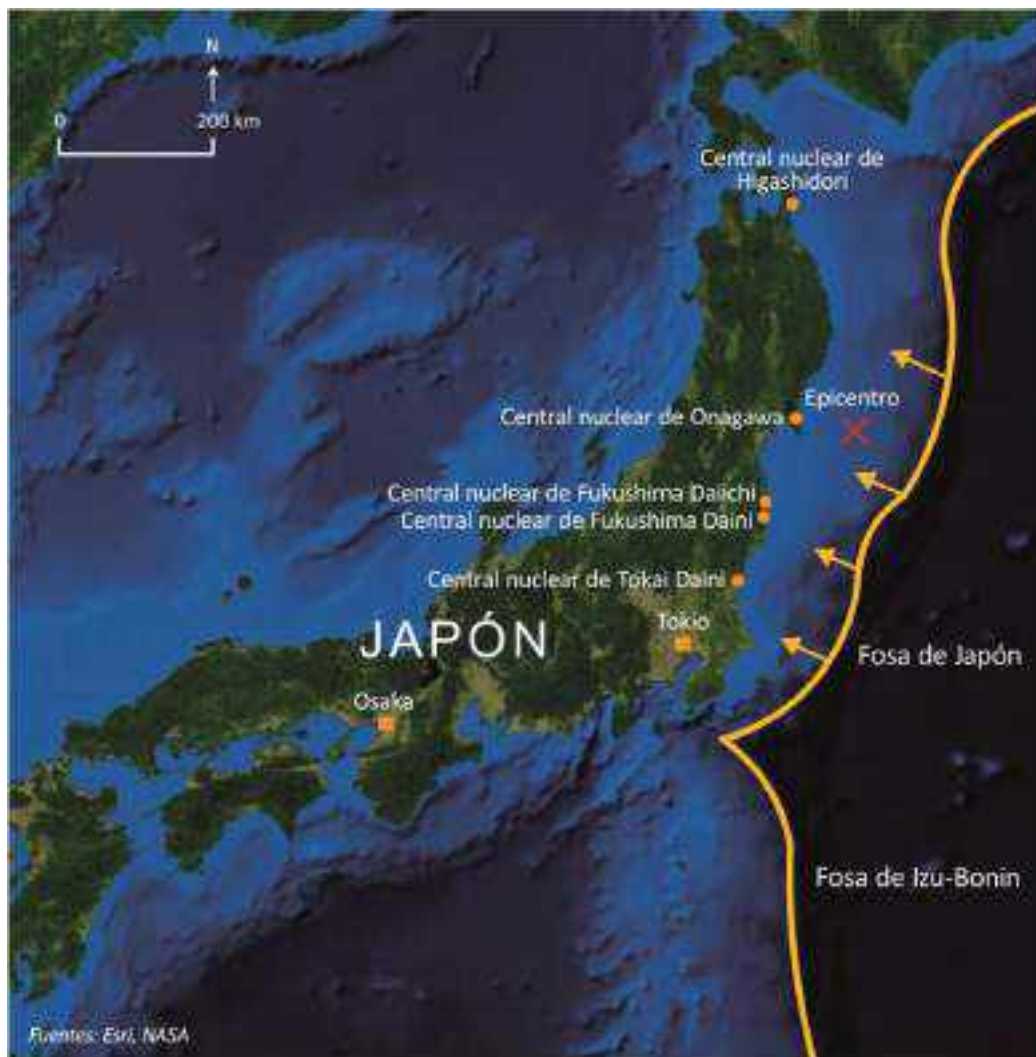 N
0
200 km
Central nuclear de
Higashidori
Epicentro
Central nuclear de Onagawa
Central nuclear de Fukushima Daiichi
Central nuclear de Fukushima Daini
Central nuclear de Tokai Daini
JAPÓN
Tokio
Fosa de Japón
Osaka
Fosa de Izu-Bonin
Fuentes: Esri, NASA